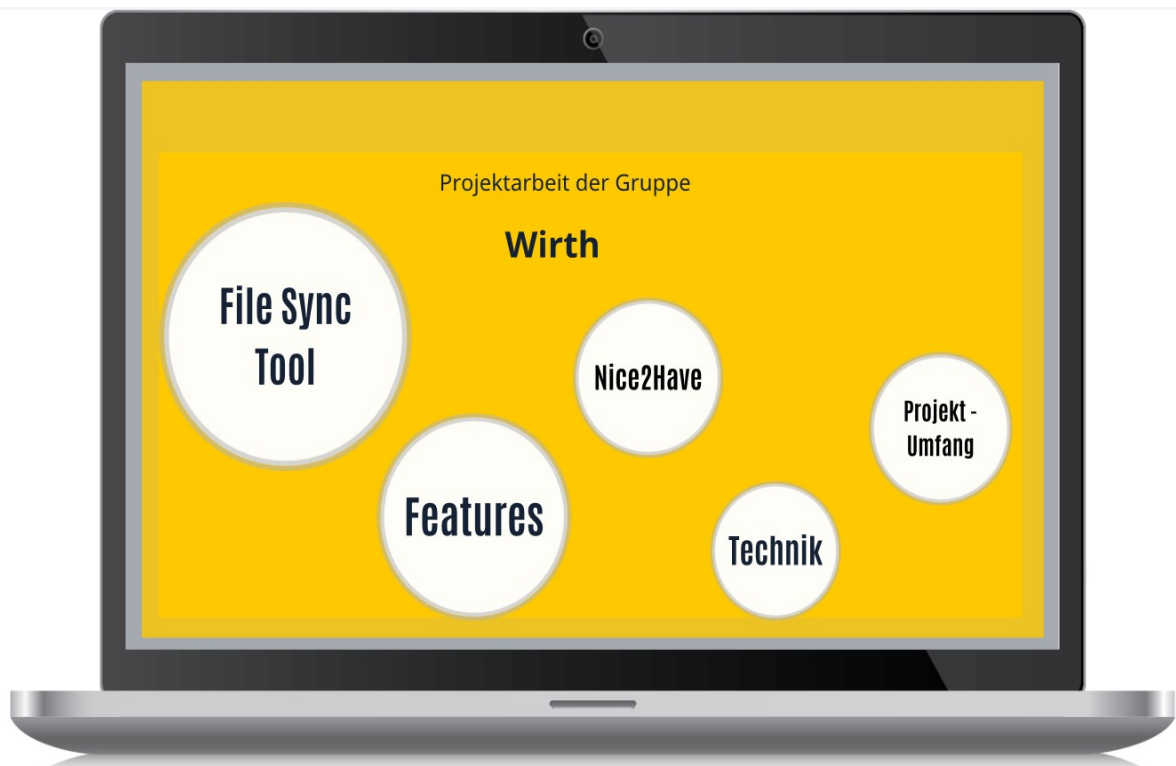 Projektarbeit der Gruppe
Wirth
File Sync
Tool
Features
Nice2Have
Technik
Projekt -
Umfang